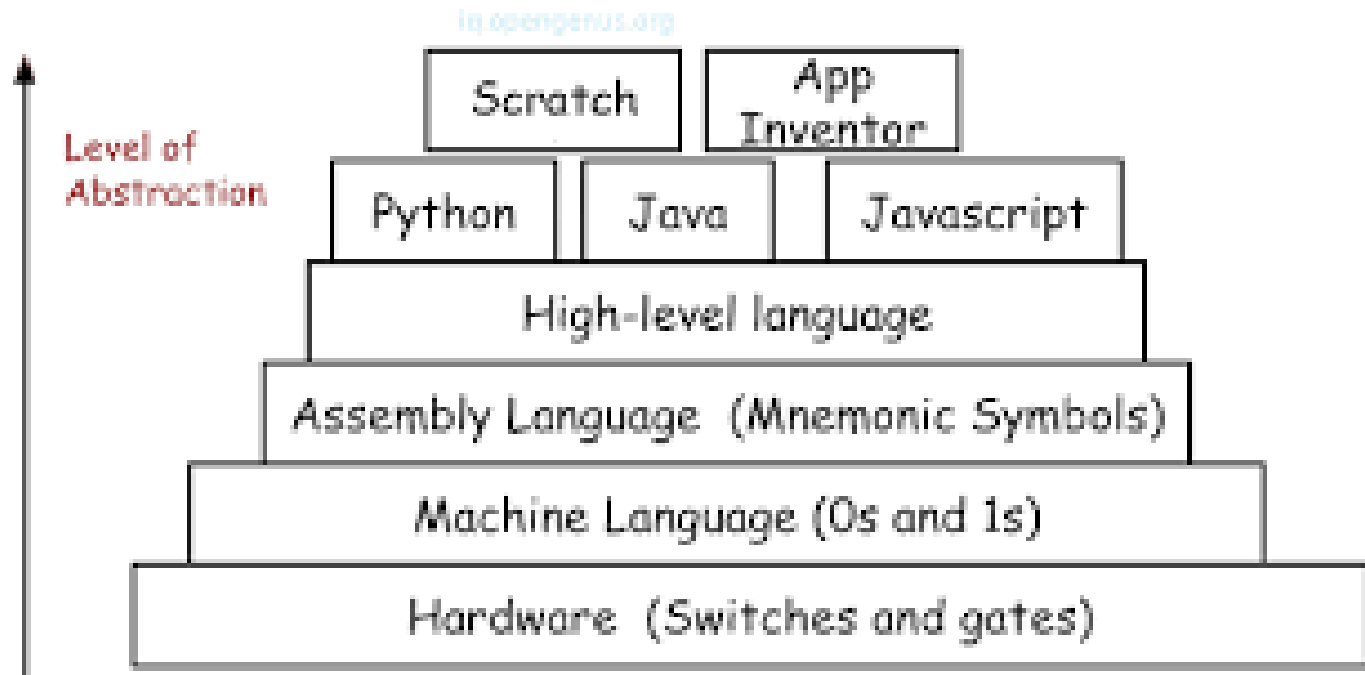 iq.opengenus.org
Scratch
App
Inventor
Level of
Abstraction
Python
Java
Javascript
High-level language
Assembly Language (Mnemonic Symbols)
Machine Language (0s and 1s)
Hardware (Switches and gates)